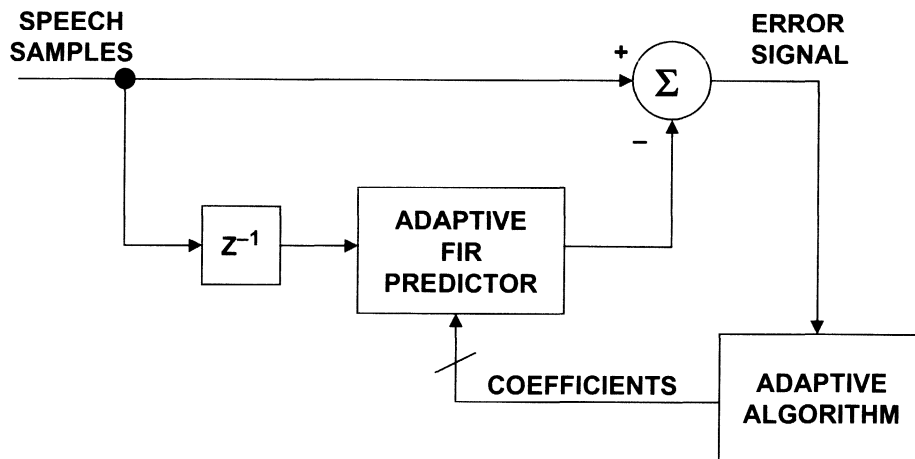 SPEECH
SAMPLES
ERROR
SIGNAL
+
Σ
–
Z⁻¹
ADAPTIVE
FIR
PREDICTOR
COEFFICIENTS
ADAPTIVE
ALGORITHM